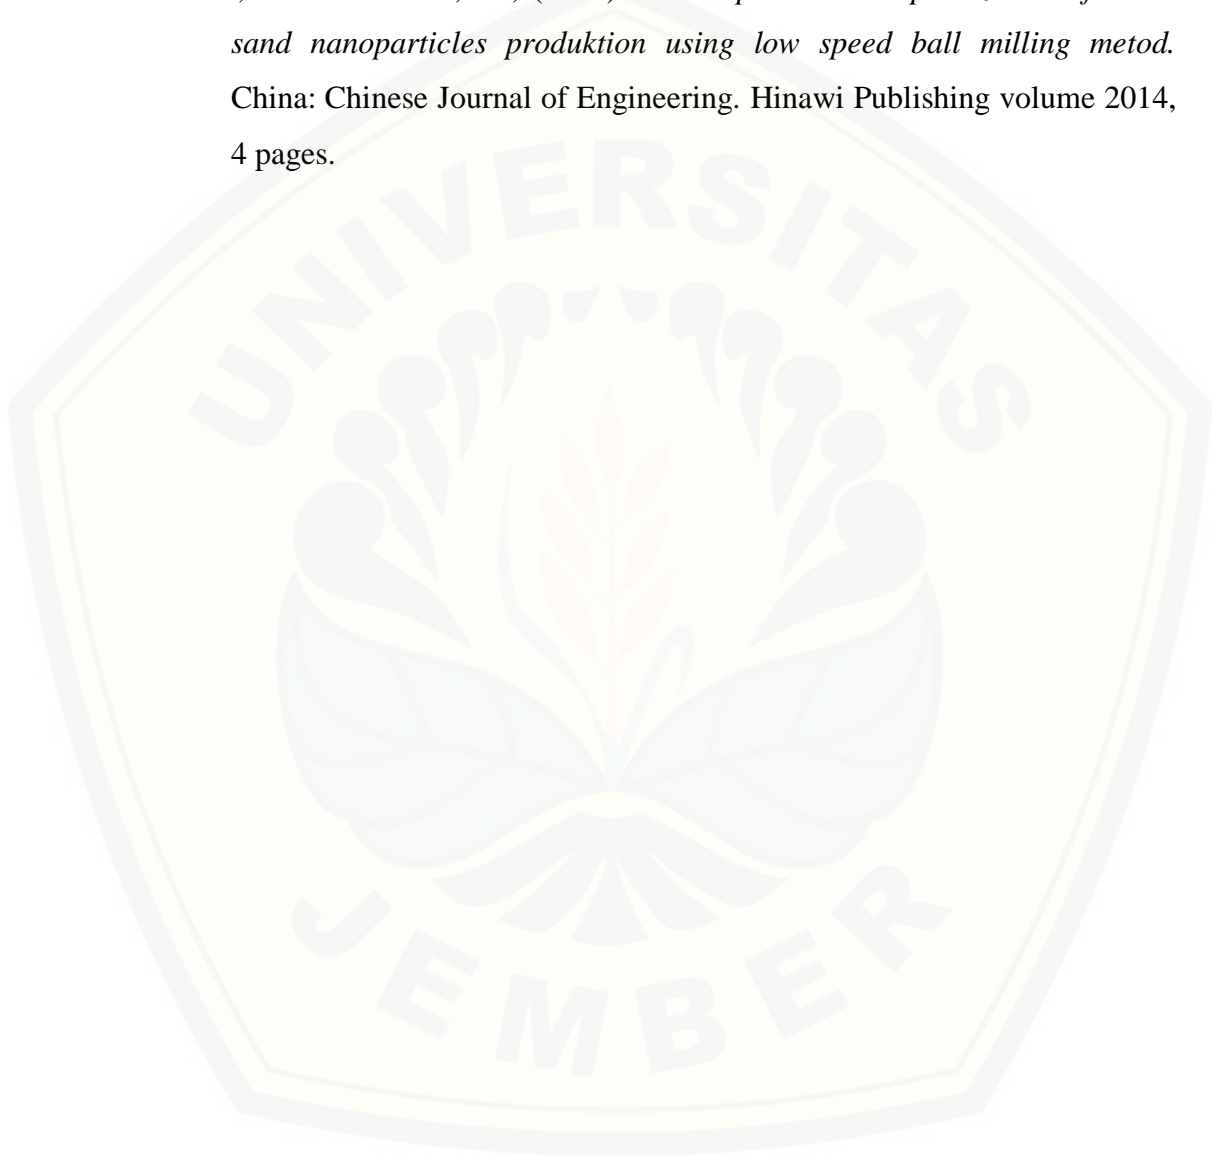 sand nanoparticles produktion using low speed ball milling metod.
China: Chinese Journal of Engineering. Hinawi Publishing volume 2014,
4 pages.
UNIVERSITAS
JEMBER